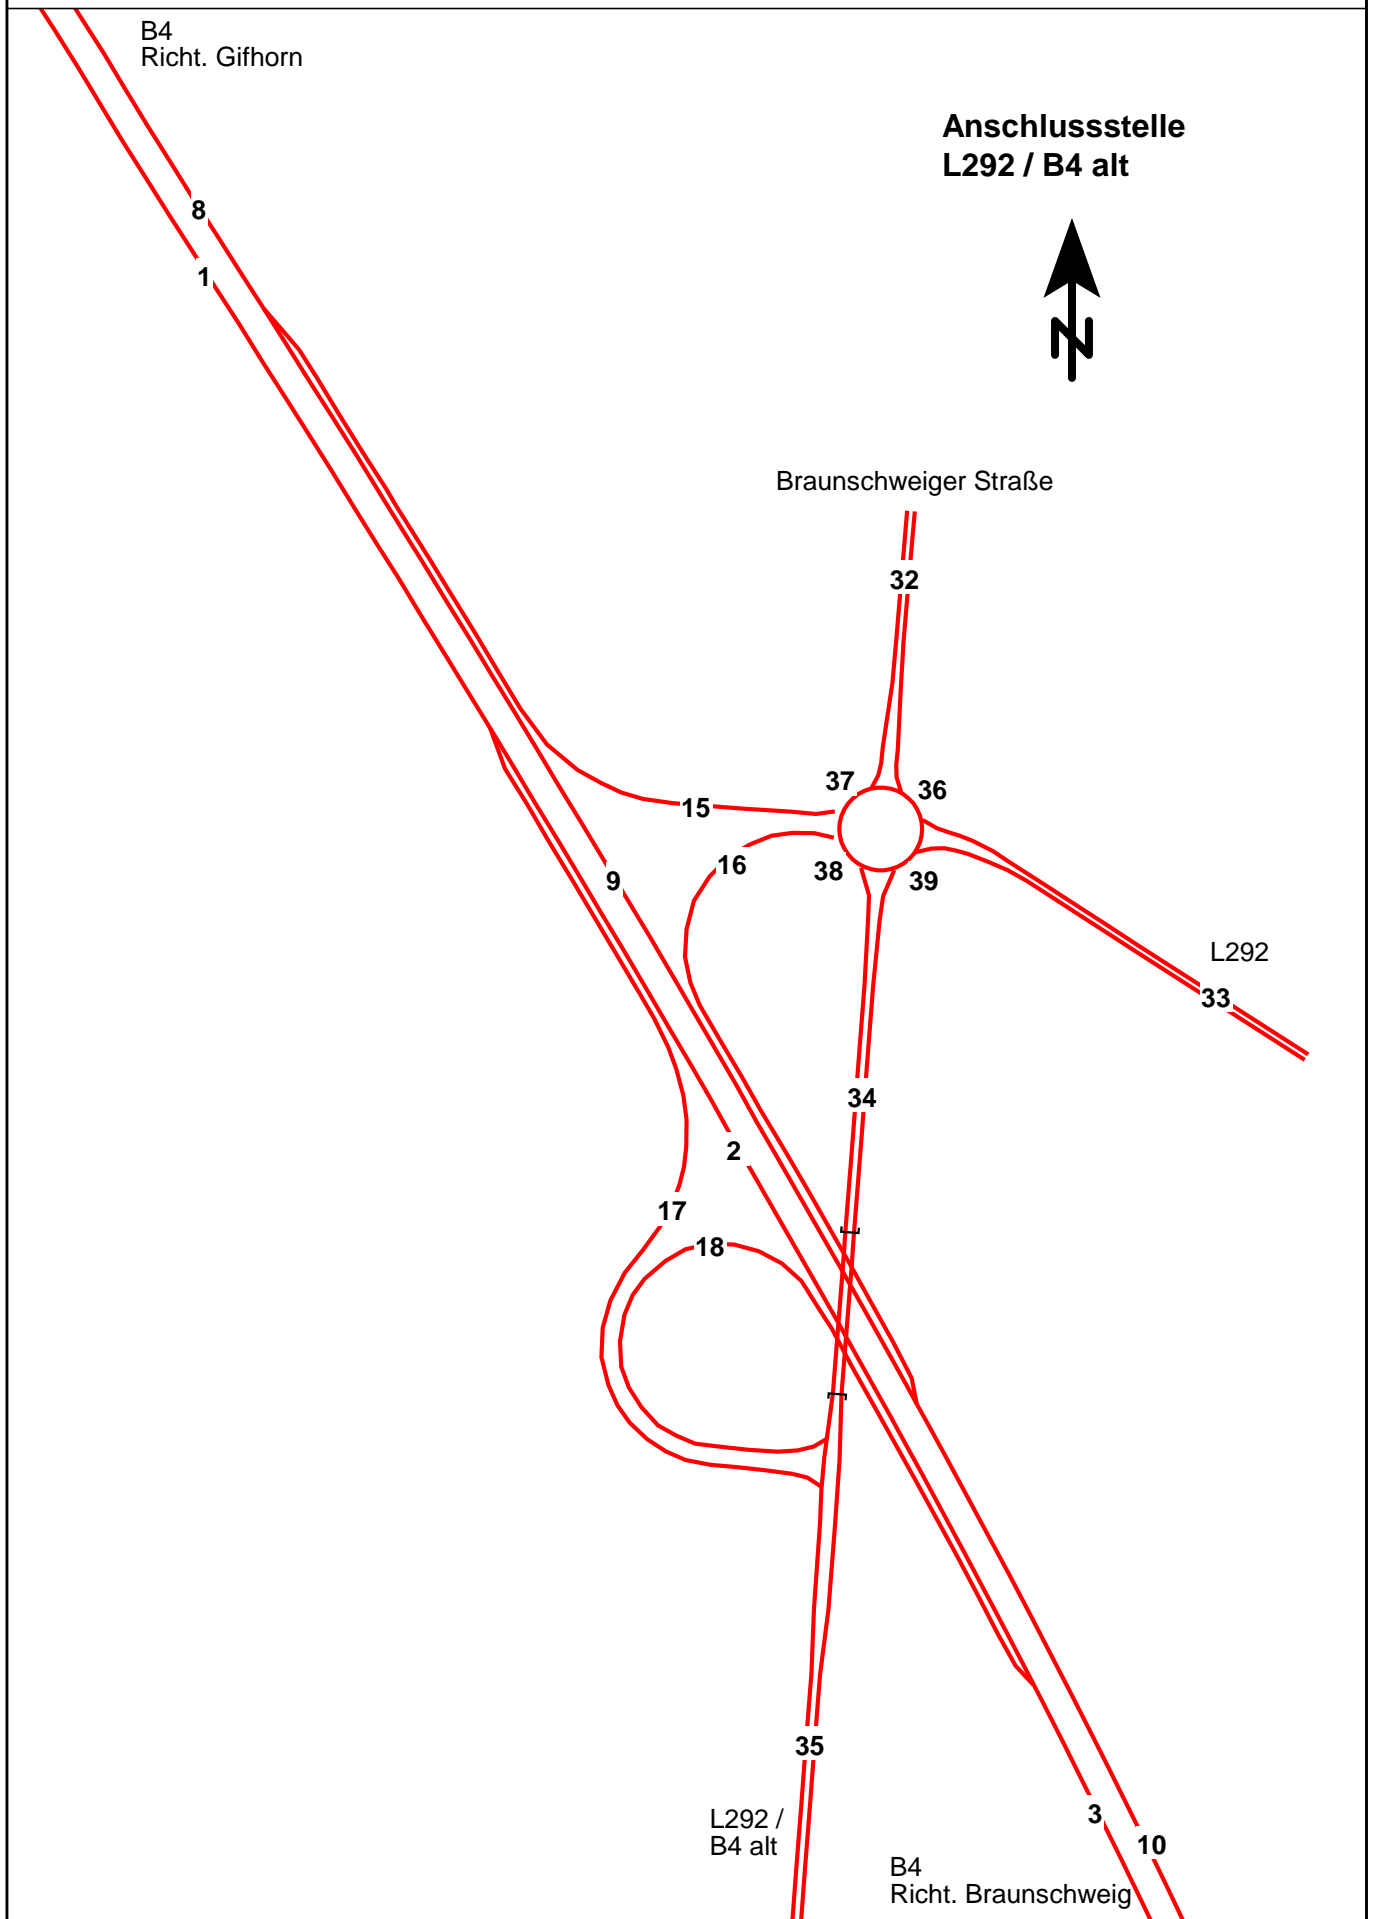 B4
Richt. Gifhorn
Anschlussstelle
L292 / B4 alt
8
1
N
Braunschweiger Straße
32
37
36
15
16
38
39
9
L292
33
34
2
17
18
35
L292 /
B4 alt
3
10
B4
Richt. Braunschweig